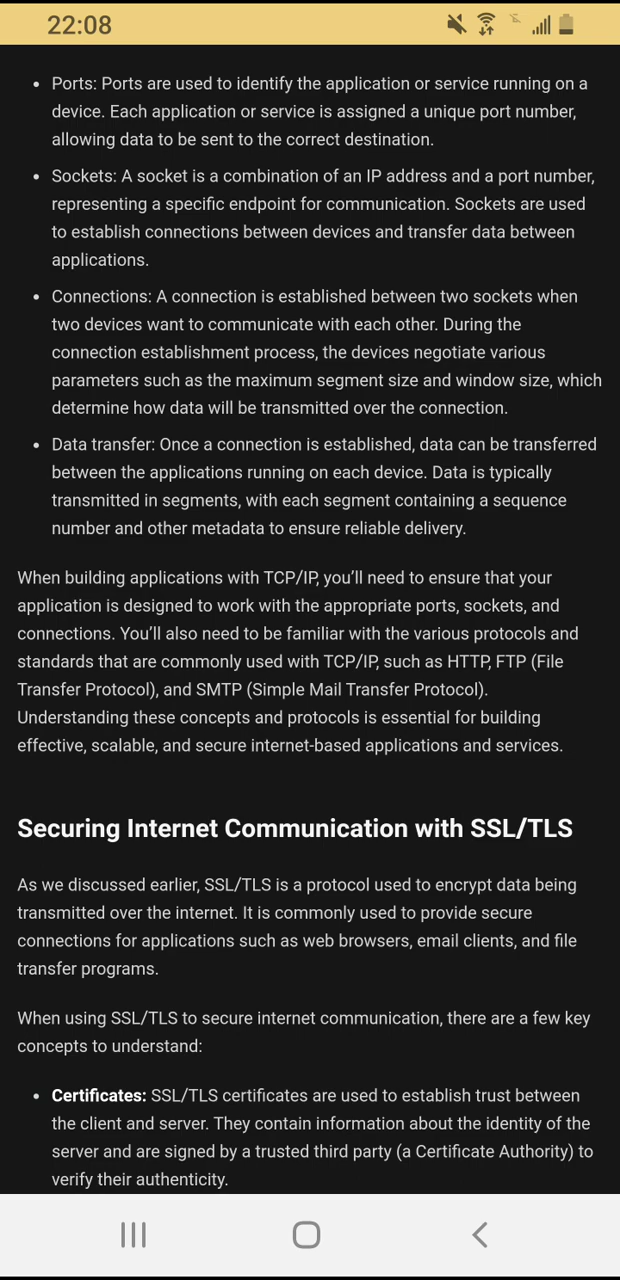 22:08
• Ports: Ports are used to identify the application or service running on a
device. Each application or service is assigned a unique port number,
allowing data to be sent to the correct destination.
• Sockets: A socket is a combination of an IP address and a port number,
representing a specific endpoint for communication. Sockets are used
to establish connections between devices and transfer data between
applications.
• Connections: A connection is established between two sockets when
two devices want to communicate with each other. During the
connection establishment process, the devices negotiate various
parameters such as the maximum segment size and window size, which
determine how data will be transmitted over the connection.
• Data transfer: Once a connection is established, data can be transferred
between the applications running on each device. Data is typically
transmitted in segments, with each segment containing a sequence
number and other metadata to ensure reliable delivery.
When building applications with TCP/IP, you’ll need to ensure that your
application is designed to work with the appropriate ports, sockets, and
connections. You’ll also need to be familiar with the various protocols and
standards that are commonly used with TCP/IP, such as HTTP, FTP (File
Transfer Protocol), and SMTP (Simple Mail Transfer Protocol).
Understanding these concepts and protocols is essential for building
effective, scalable, and secure internet-based applications and services.
Securing Internet Communication with SSL/TLS
As we discussed earlier, SSL/TLS is a protocol used to encrypt data being
transmitted over the internet. It is commonly used to provide secure
connections for applications such as web browsers, email clients, and file
transfer programs.
When using SSL/TLS to secure internet communication, there are a few key
concepts to understand:
• Certificates: SSL/TLS certificates are used to establish trust between
the client and server. They contain information about the identity of the
server and are signed by a trusted third party (a Certificate Authority) to
verify their authenticity.